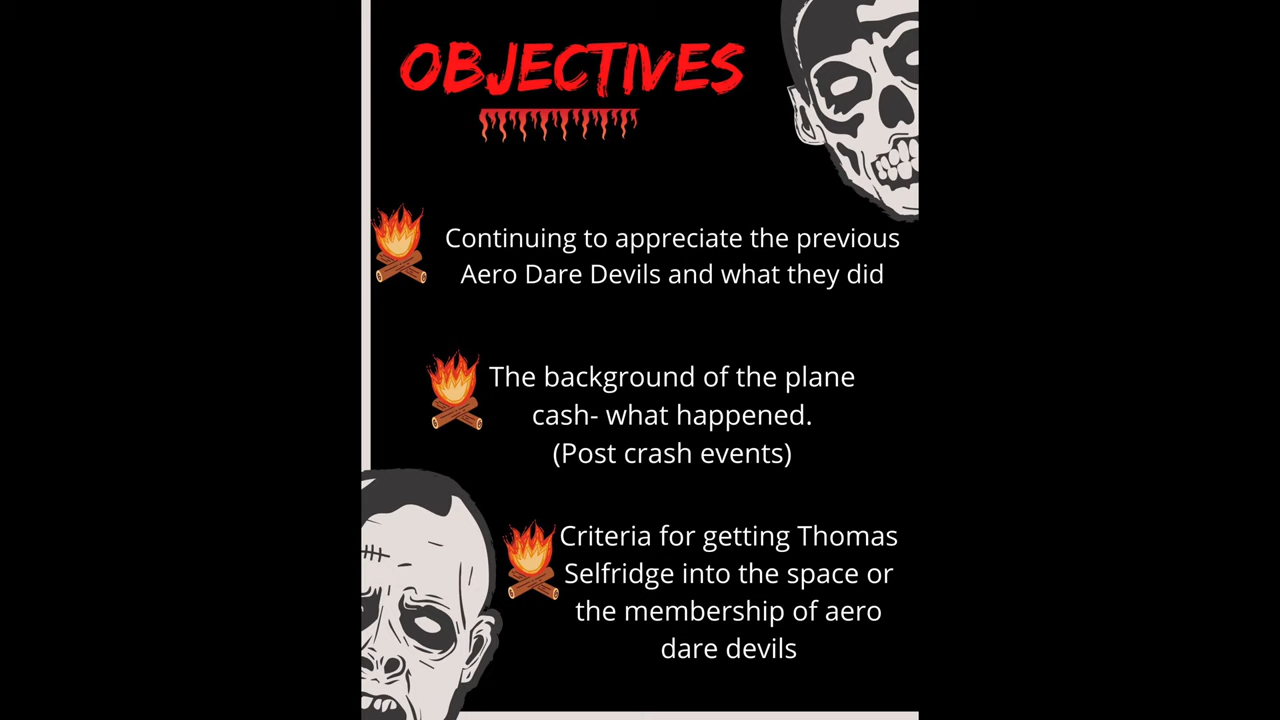 OBJECTIVES
Continuing to appreciate the previous
Aero Dare Devils and what they did
The background of the plane
cash- what happened.
(Post crash events)
Criteria for getting Thomas
Selfridge into the space or
the membership of aero
dare devils